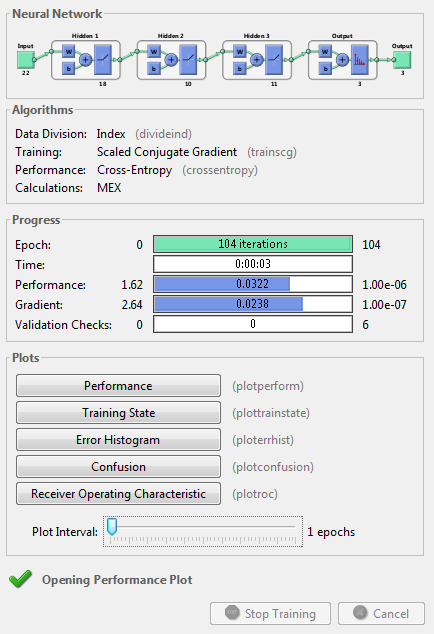 Neural Network
Hidden 1 Hidden 2 Hidden 3 Output
Input W b + W b + W b + W b + Output
22 18 10 11 3 3
Algorithms
Data Division: Index (divideind)
Training: Scaled Conjugate Gradient (trainscg)
Performance: Cross-Entropy (crossentropy)
Calculations: MEX
Progress
Epoch: 0 104 iterations 104
Time: 0:00:03
Performance: 1.62 0.0322 1.00e-06
Gradient: 2.64 0.0238 1.00e-07
Validation Checks: 0 0 6
Plots
Performance (plotperform)
Training State (plottrainstate)
Error Histogram (ploterrhist)
Confusion (plotconfusion)
Receiver Operating Characteristic (plotroc)
Plot Interval: 1 epochs
Opening Performance Plot
Stop Training Cancel